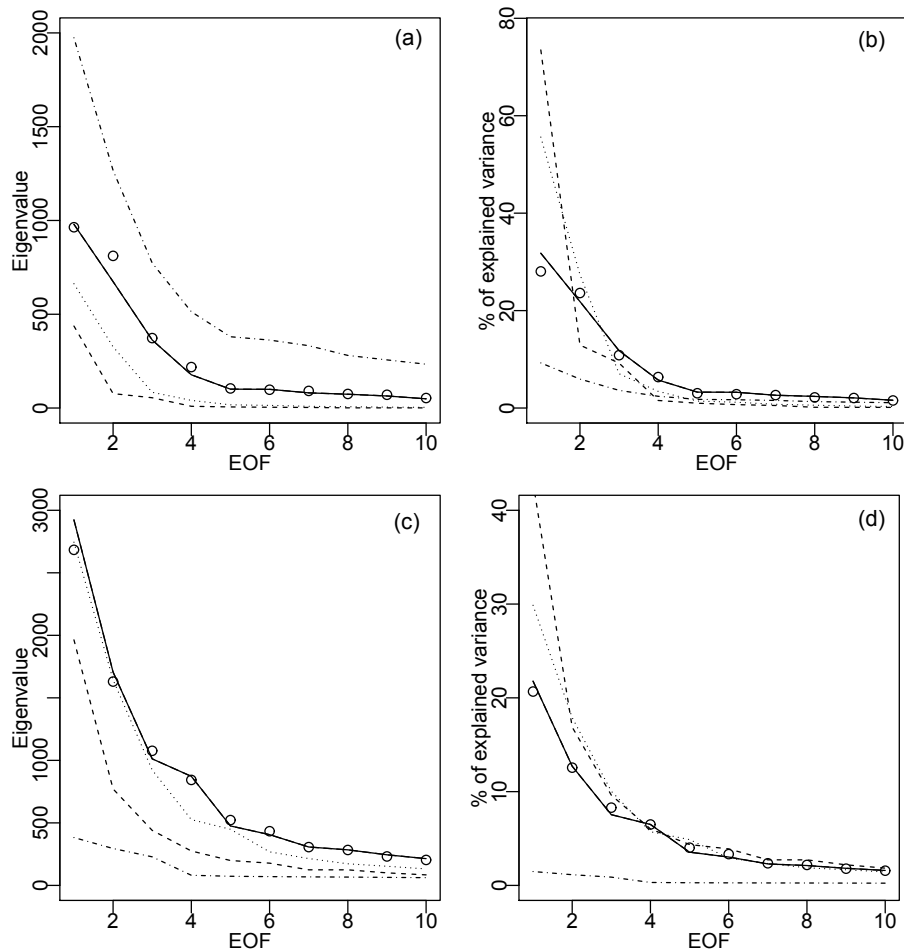 (a)
Eigenvalue
0 500 1000 1500 2000
2 4 6 8 10
EOF
(b)
% of explained variance
0 20 40 60 80
2 4 6 8 10
EOF
(c)
Eigenvalue
0 500 1000 2000 3000
2 4 6 8 10
EOF
(d)
% of explained variance
0 10 20 30 40
2 4 6 8 10
EOF